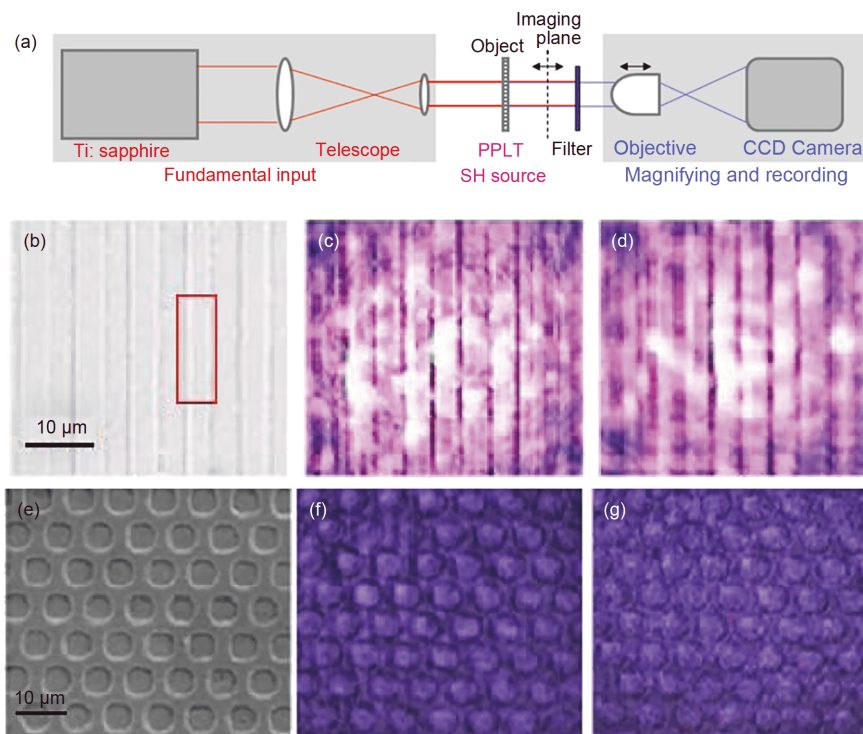 (a)
Imaging
plane
Object
Ti: sapphire
Telescope
PPLT
Filter
Objective
CCD Camera
Fundamental input
SH source
Magnifying and recording
(b)
(c)
(d)
10 μm
(e)
(f)
(g)
10 μm